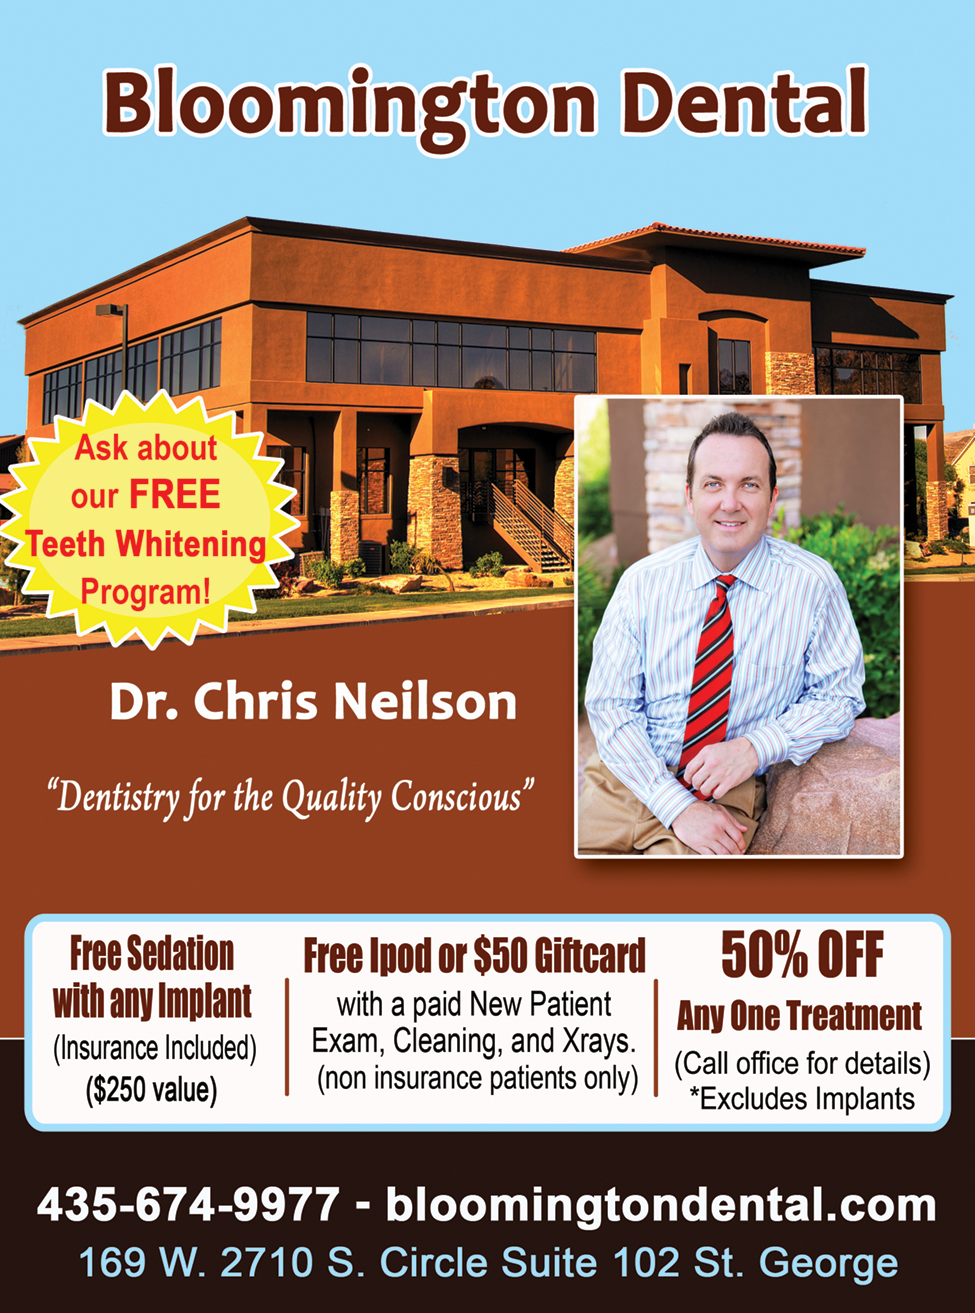 Bloomington Dental
Ask about
our FREE
Teeth Whitening
Program!
Dr. Chris Neilson
“Dentistry for the Quality Conscious”
Free Sedation
with any Implant
(Insurance Included)
($250 value)
Free Ipod or $50 Giftcard
with a paid New Patient
Exam, Cleaning, and Xrays.
(non insurance patients only)
50% OFF
Any One Treatment
(Call office for details)
*Excludes Implants
435-674-9977 - bloomingtondental.com
169 W. 2710 S. Circle Suite 102 St. George